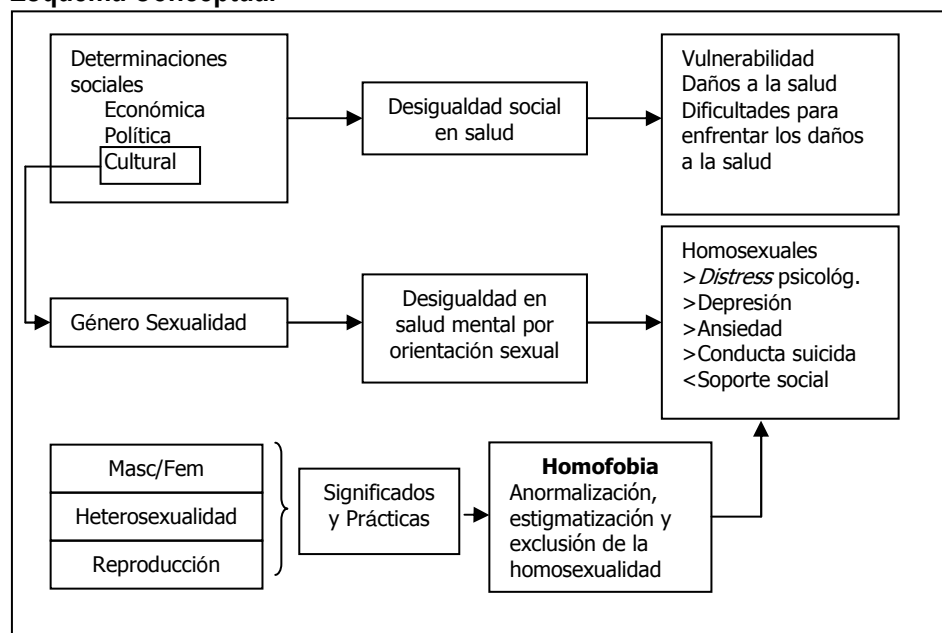 Esquema Conceptual
Determinaciones
sociales
Económica
Política
Cultural
Desigualdad social
en salud
Vulnerabilidad
Daños a la salud
Dificultades para
enfrentar los daños
a la salud
Género Sexualidad
Desigualdad en
salud mental por
orientación sexual
Homosexuales
>Distress psicológ.
>Depresión
>Ansiedad
>Conducta suicida
<Soporte social
Masc/Fem
Heterosexualidad
Reproducción
Significados
y Prácticas
Homofobia
Anormalización,
estigmatización y
exclusión de la
homosexualidad